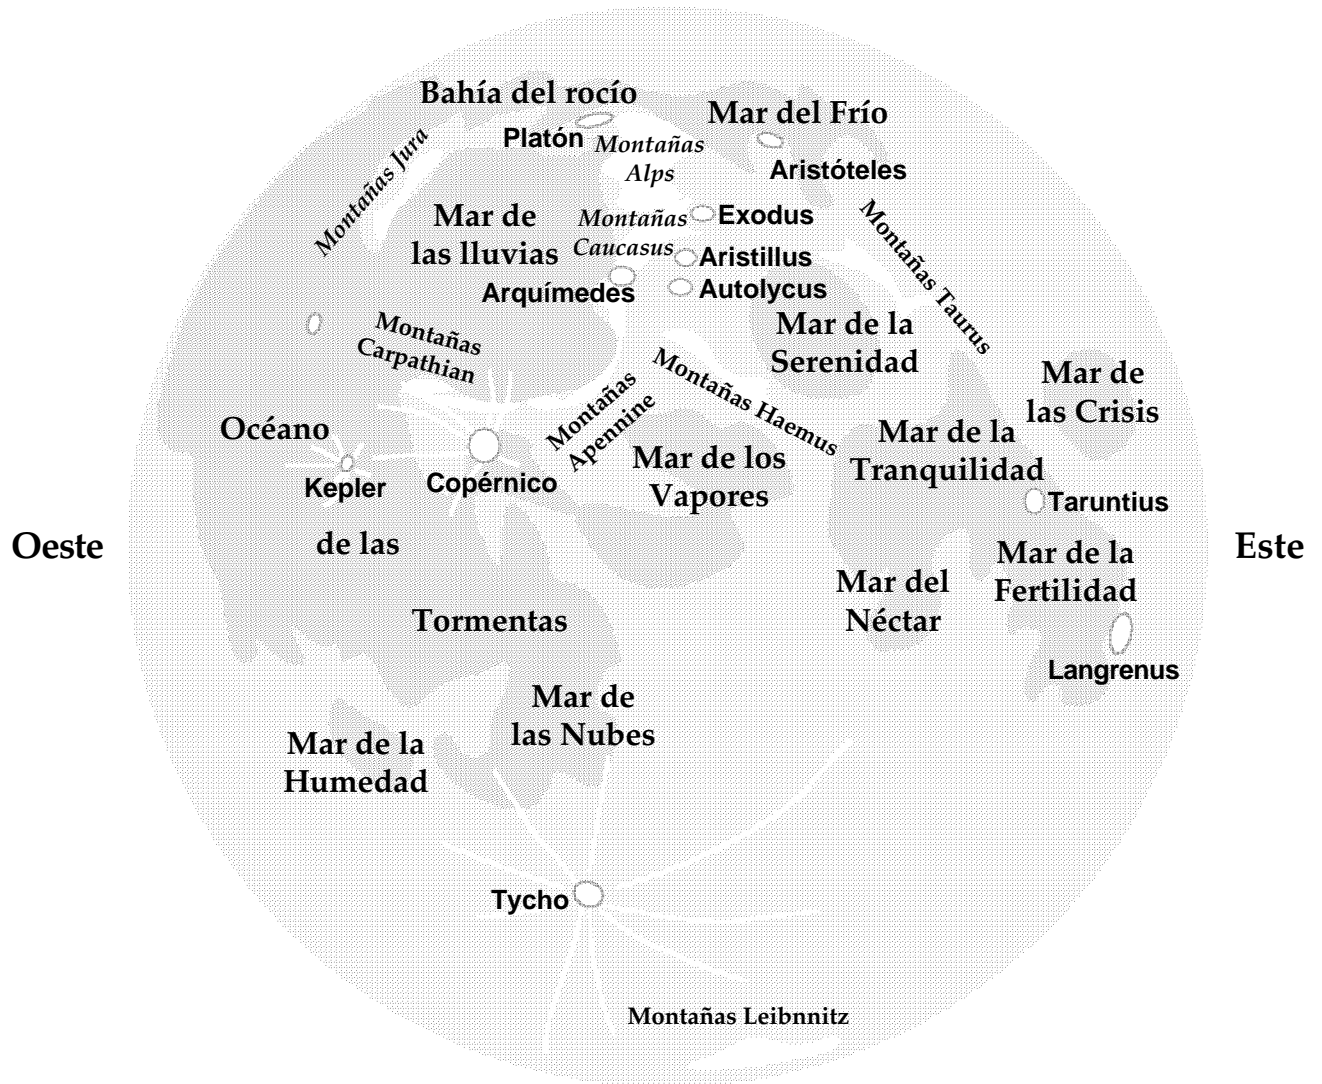 Bahía del rocío
Mar del Frío
Platón
Montañas
Alps
Aristóteles
Montañas Jura
Mar de
las lluvias
Montañas
Caucasus
Exodus
Montañas Taurus
Aristillus
Arquímedes
Autolycus
Montañas
Carpathian
Mar de la
Serenidad
Montañas
Apennine
Montañas Haemus
Mar de
las Crisis
Océano
Mar de la
Tranquilidad
Kepler
Copérnico
Mar de los
Vapores
Taruntius
Oeste
de las
Mar de la
Fertilidad
Este
Mar del
Néctar
Tormentas
Langrenus
Mar de
las Nubes
Mar de la
Humedad
Tycho
Montañas Leibnnitz